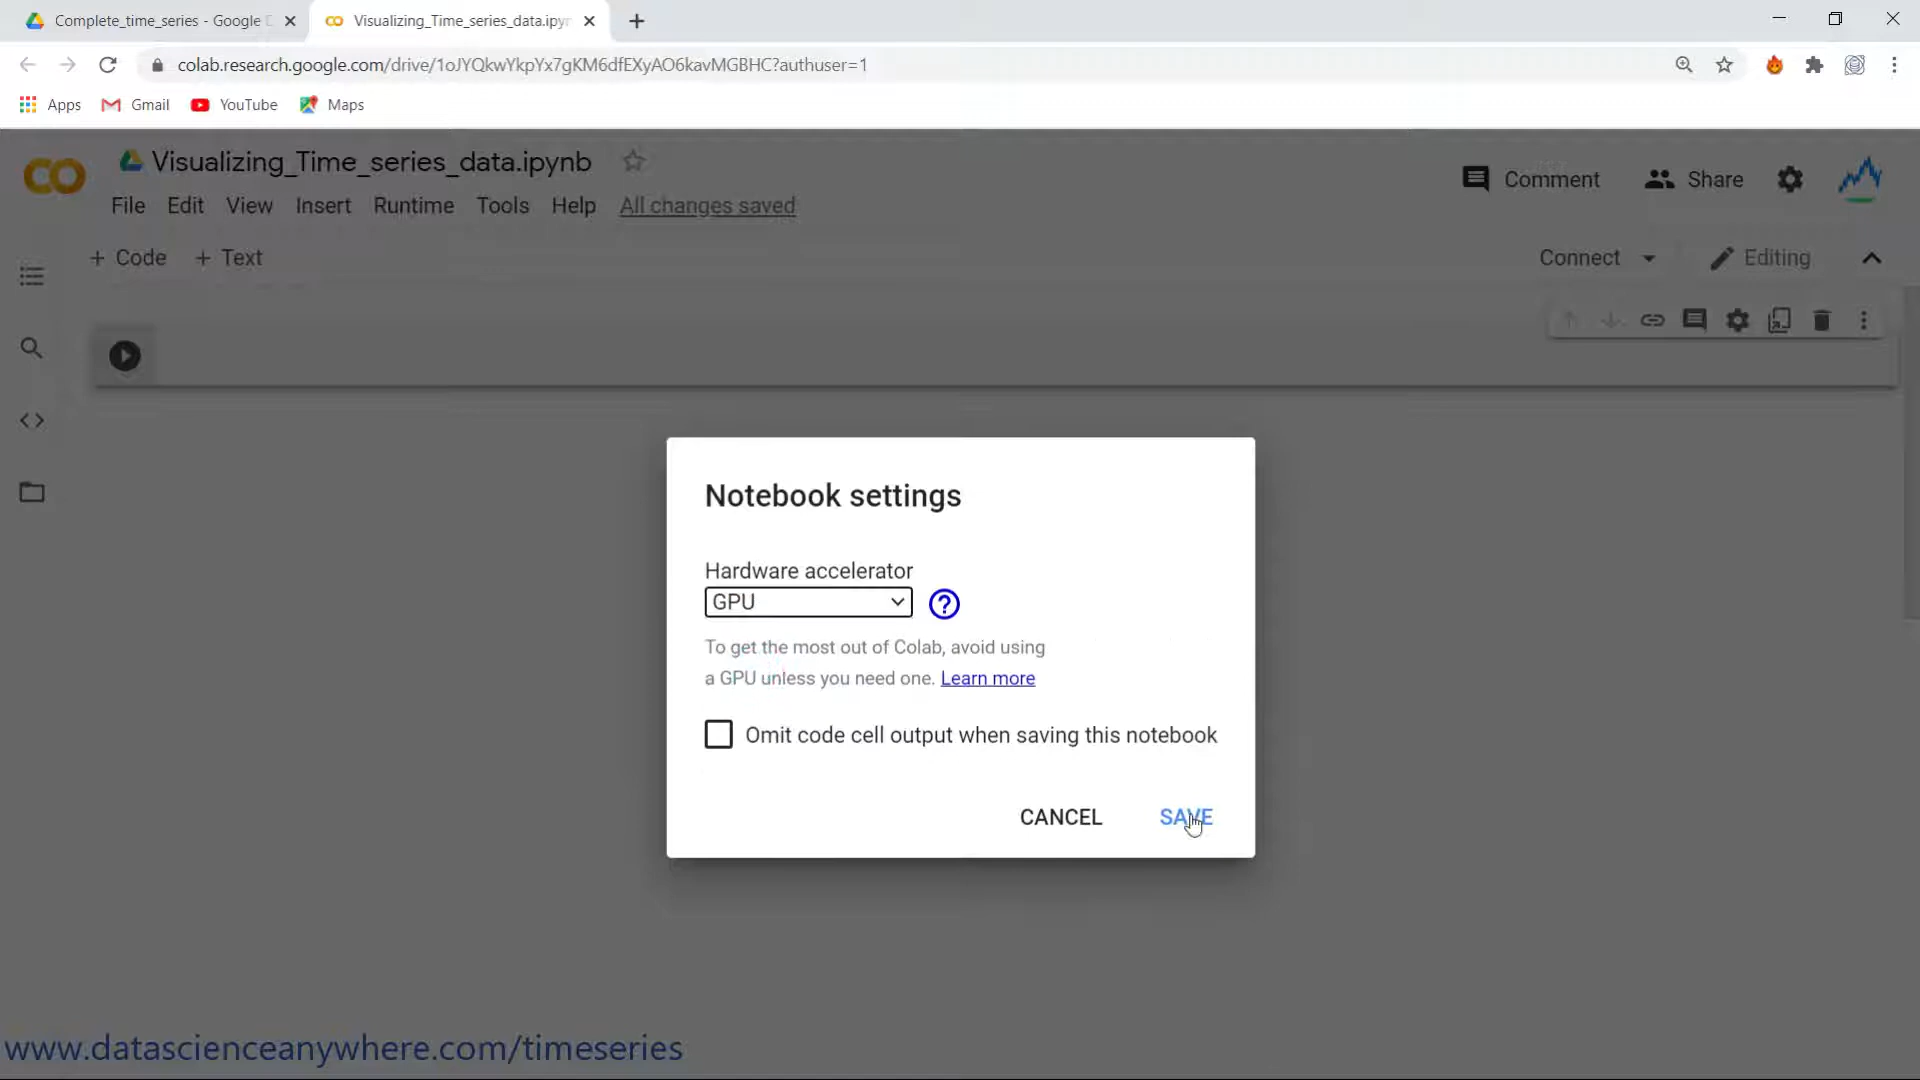 Complete_time_series - Google D
Visualizing_Time_series_data.ipyn
colab.research.google.com/drive/1oJYQkwYkpYx7gKM6dfEXyAO6kavMGBHC?authuser=1
Apps Gmail YouTube Maps
CO Visualizing_Time_series_data.ipynb
Comment Share
File Edit View Insert Runtime Tools Help All changes saved
+ Code + Text Connect Editing
Notebook settings
Hardware accelerator
GPU
To get the most out of Colab, avoid using
a GPU unless you need one. Learn more
Omit code cell output when saving this notebook
CANCEL SAVE
www.datascienceanywhere.com/timeseries